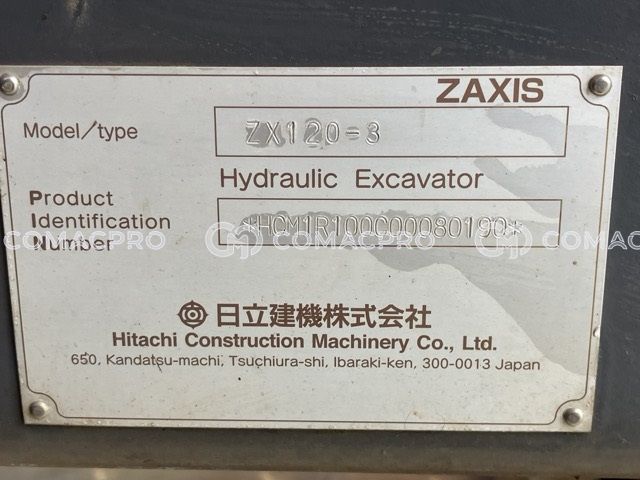 ZAXIS
Model/type ZX120-3
Hydraulic Excavator
Product
Identification *HCM1R100C00080190*
Number
COMACPRO COMACPRO COMACPRO
日立建機株式会社
Hitachi Construction Machinery Co., Ltd.
650, Kandatsu-machi, Tsuchiura-shi, Ibaraki-ken, 300-0013 Japan